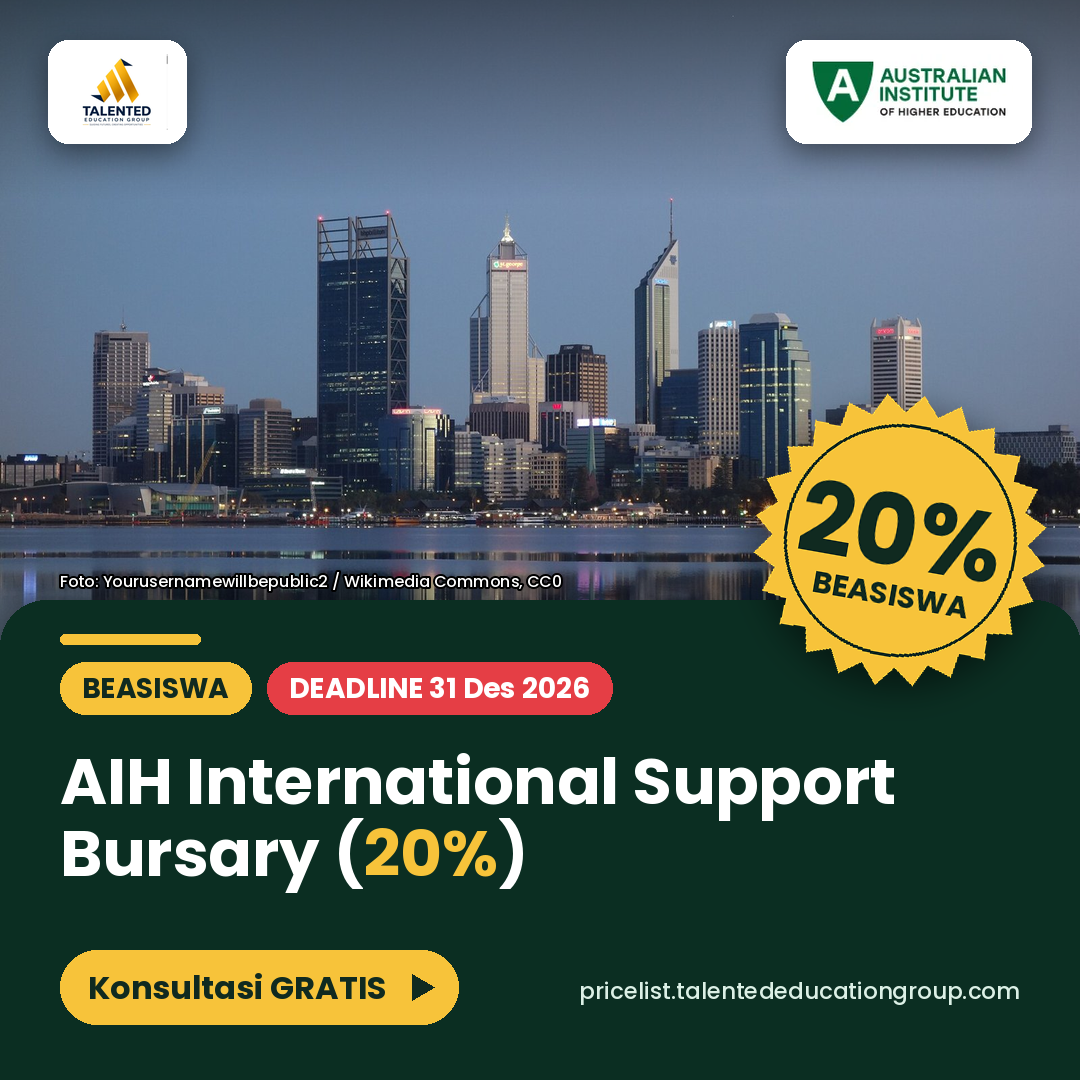 TALENTED
EDUCATION GROUP
A
AUSTRALIAN
INSTITUTE
OF HIGHER EDUCATION
20%
BEASISWA
Foto: Yourusernamewillbepublic2 / Wikimedia Commons, CC0
BEASISWA
DEADLINE 31 Des 2026
AIH International Support
Bursary (20%)
Konsultasi GRATIS
pricelist.talentededucationgroup.com